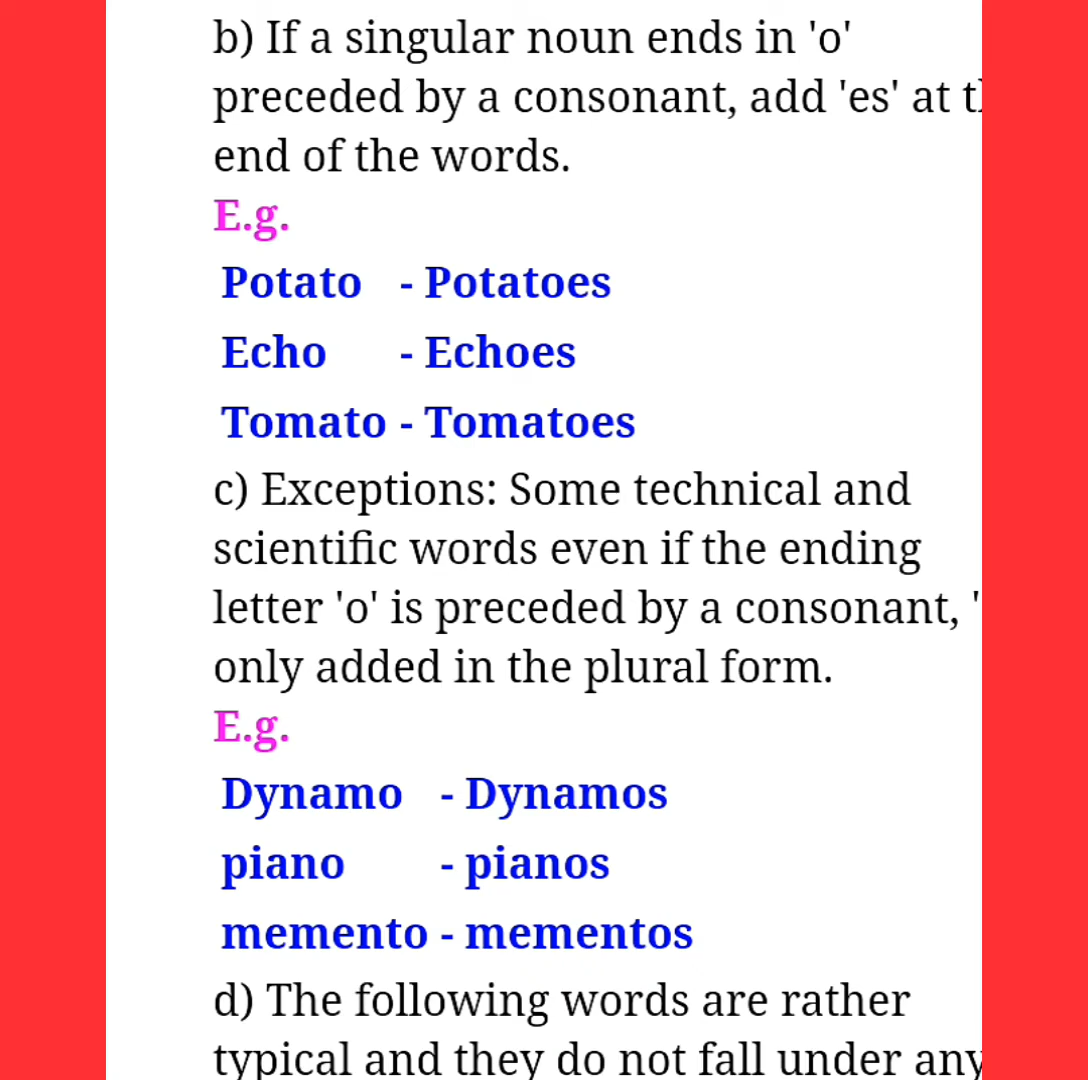 b) If a singular noun ends in 'o'
preceded by a consonant, add 'es' at
end of the words.
E.g.
Potato - Potatoes
Echo - Echoes
Tomato - Tomatoes
c) Exceptions: Some technical and
scientific words even if the ending
letter 'o' is preceded by a consonant, '
only added in the plural form.
E.g.
Dynamo - Dynamos
piano - pianos
memento - mementos
d) The following words are rather
typical and they do not fall under any